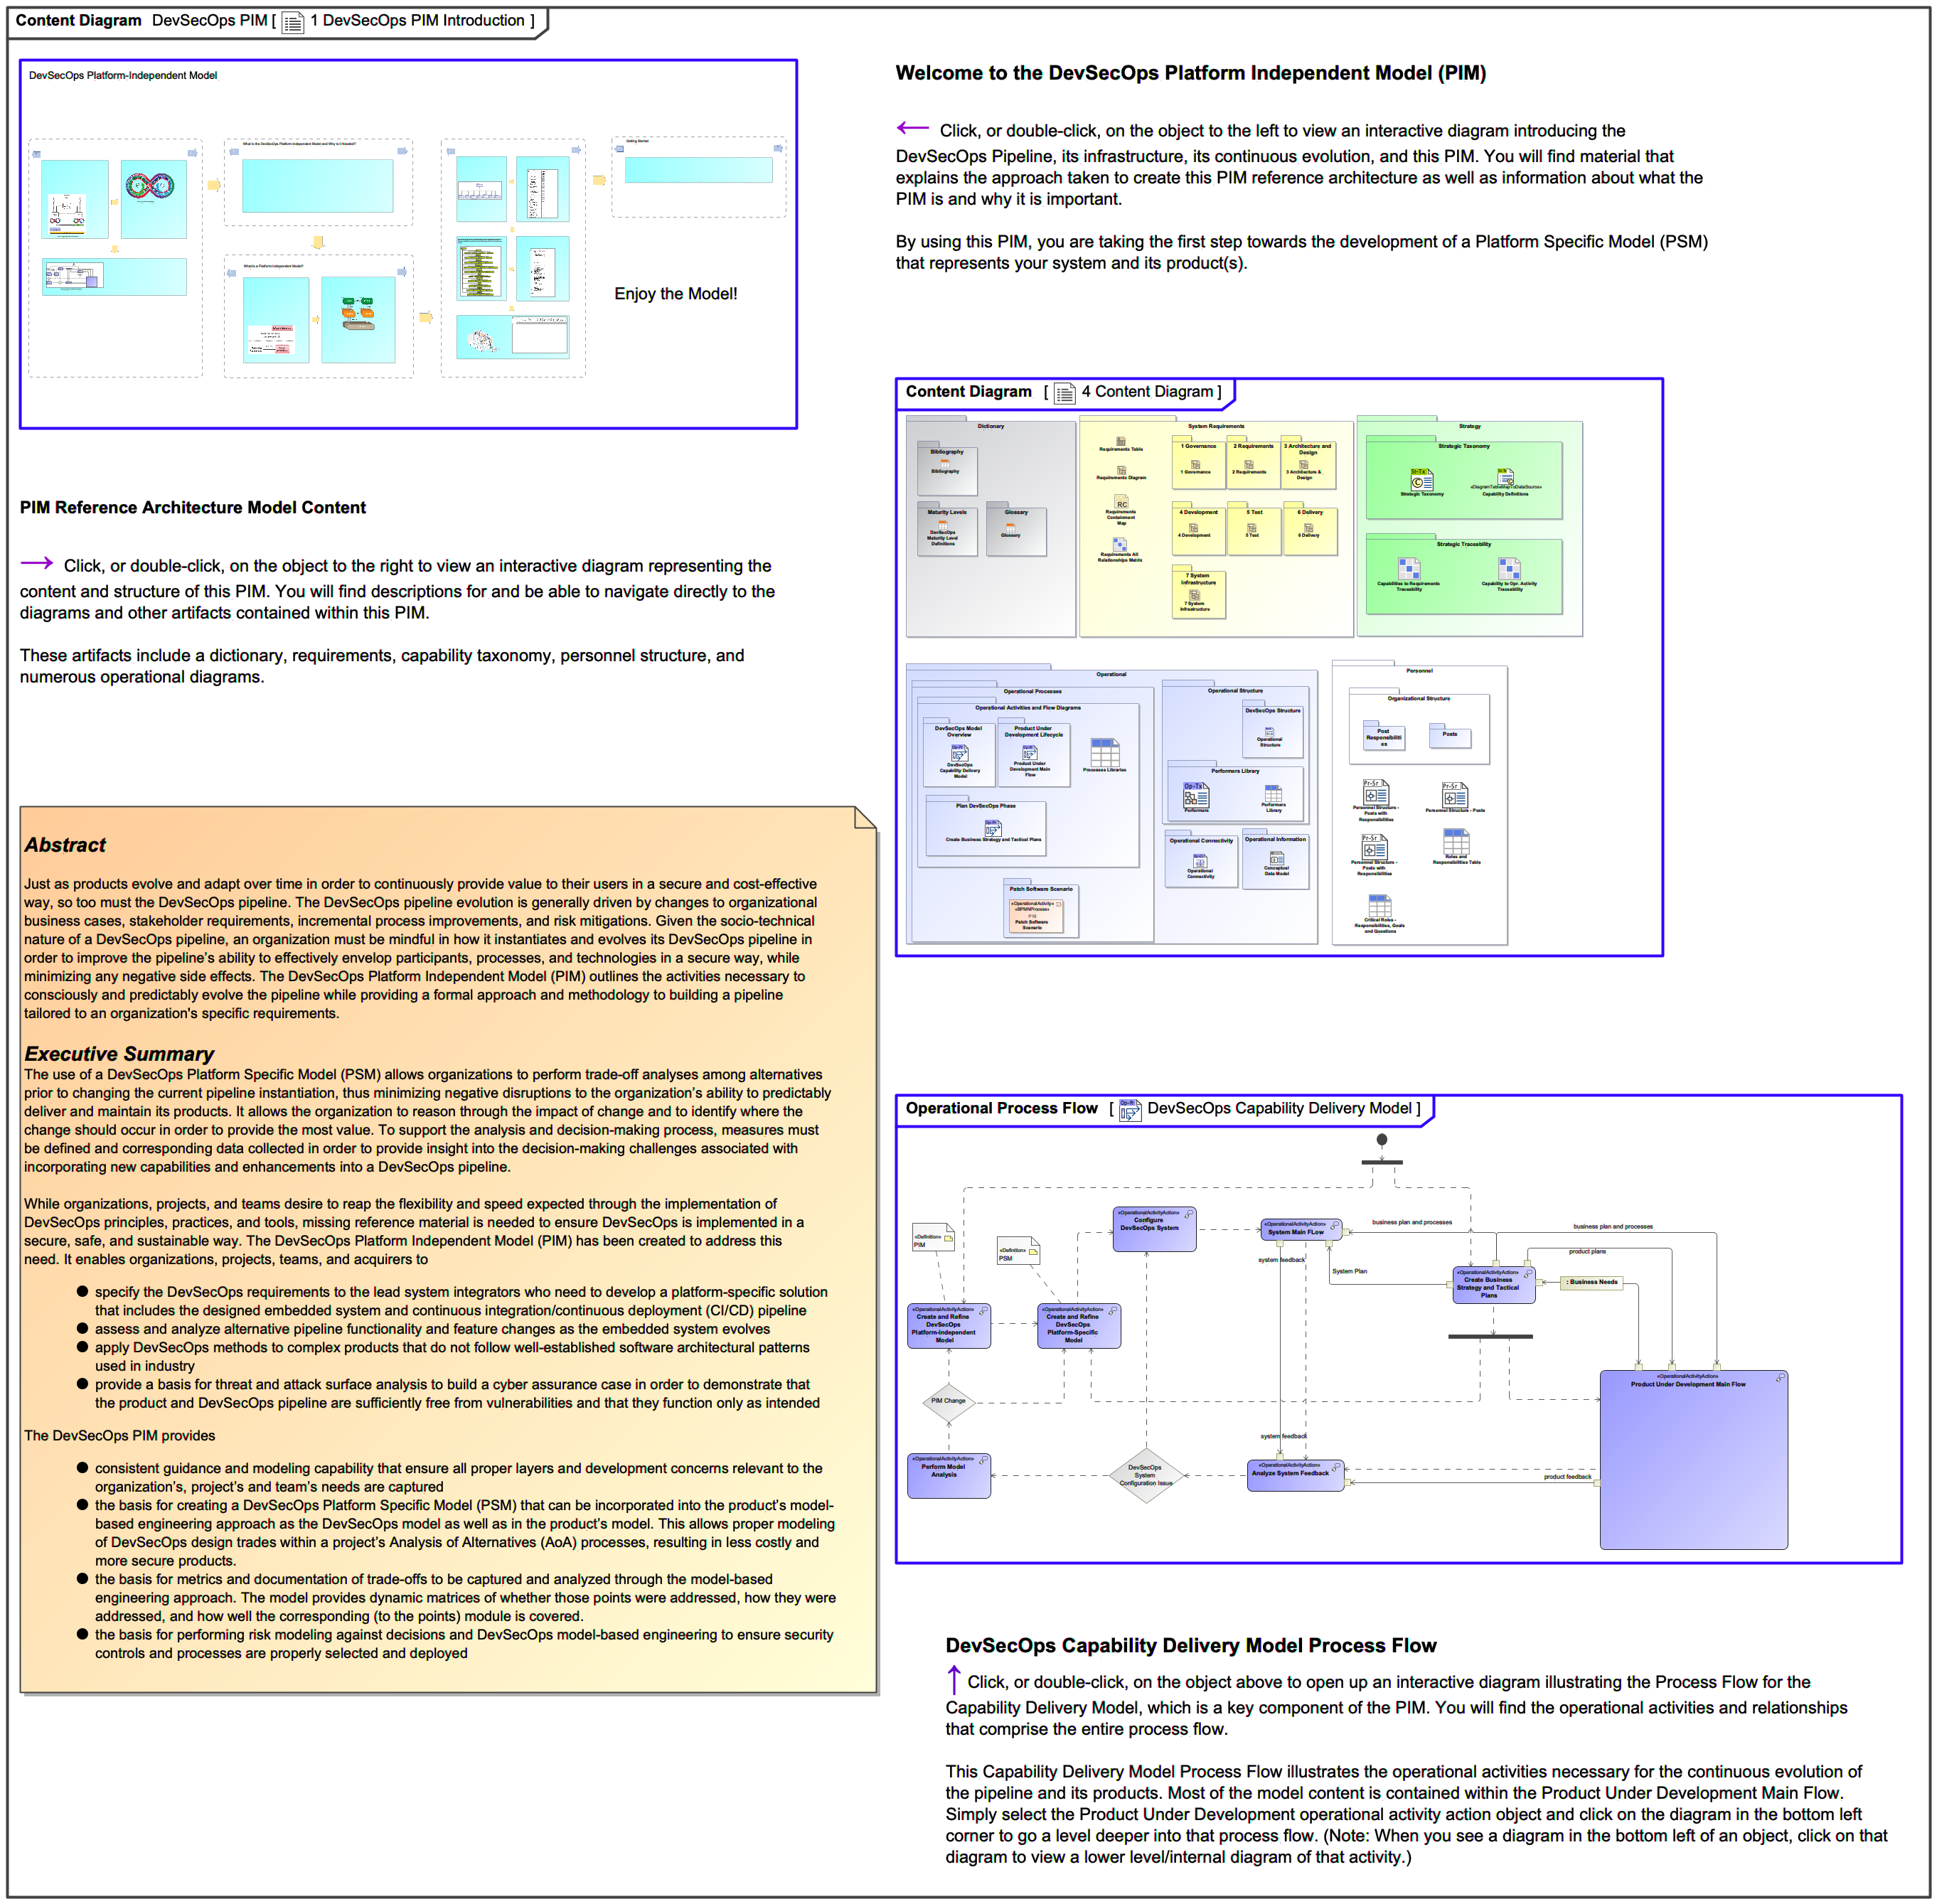 Content Diagram DevSecOps PIM [ 1 DevSecOps PIM Introduction ]
DevSecOps Platform-Independent Model
What is the DevSecOps Platform Independent Model and Why is it Needed?
Getting Started
What is a Platform Independent Model?
Enjoy the Model!
Welcome to the DevSecOps Platform Independent Model (PIM)
Click, or double-click, on the object to the left to view an interactive diagram introducing the
DevSecOps Pipeline, its infrastructure, its continuous evolution, and this PIM. You will find material that
explains the approach taken to create this PIM reference architecture as well as information about what the
PIM is and why it is important.
By using this PIM, you are taking the first step towards the development of a Platform Specific Model (PSM)
that represents your system and its product(s).
PIM Reference Architecture Model Content
Click, or double-click, on the object to the right to view an interactive diagram representing the
content and structure of this PIM. You will find descriptions for and be able to navigate directly to the
diagrams and other artifacts contained within this PIM.
These artifacts include a dictionary, requirements, capability taxonomy, personnel structure, and
numerous operational diagrams.
Content Diagram [ 4 Content Diagram ]
Dictionary
Bibliography
Bibliography
Maturity Levels
DevSecOps
Maturity Level
Definitions
Glossary
Glossary
System Requirements
Requirements Table
Requirements Diagram
RC
Requirements
Containment
Map
Requirements All
Relationships Matrix
1 Governance
1 Governance
2 Requirements
2 Requirements
3 Architecture and
Design
3 Architecture &
Design
4 Development
4 Development
5 Test
5 Test
6 Delivery
6 Delivery
7 System
Infrastructure
7 System
Infrastructure
Strategy
Strategic Taxonomy
Strategic Taxonomy
«DiagramTableMapToDataSource»
Capability Definitions
Strategic Traceability
Capabilities to Requirements
Traceability
Capability to Opr. Activity
Traceability
Operational
Operational Processes
Operational Activities and Flow Diagrams
DevSecOps Model
Overview
DevSecOps
Capability Delivery
Model
Product Under
Development Lifecycle
Product Under
Development Main
Flow
Processes Libraries
Plan DevSecOps Phase
Create Business Strategy and Tactical Plans
Patch Software Scenario
«OperationalActivity»
«BPMNProcess»
Patch Software
Scenario
Operational Structure
DevSecOps Structure
Operational
Structure
Performers Library
Op-Tx
Performers
Performers
Library
Operational Connectivity
Operational
Connectivity
Operational Information
Conceptual
Data Model
Personnel
Organizational Structure
Post
Responsibiliti
es
Posts
Pr-Sr
Personnel Structure -
Posts with
Responsibilities
Pr-Sr
Personnel Structure - Posts
Pr-Sr
Personnel Structure -
Posts with
Responsibilities
Roles and
Responsibilities Table
Critical Roles -
Responsibilities, Goals
and Questions
Abstract
Just as products evolve and adapt over time in order to continuously provide value to their users in a secure and cost-effective
way, so too must the DevSecOps pipeline. The DevSecOps pipeline evolution is generally driven by changes to organizational
business cases, stakeholder requirements, incremental process improvements, and risk mitigations. Given the socio-technical
nature of a DevSecOps pipeline, an organization must be mindful in how it instantiates and evolves its DevSecOps pipeline in
order to improve the pipeline's ability to effectively envelop participants, processes, and technologies in a secure way, while
minimizing any negative side effects. The DevSecOps Platform Independent Model (PIM) outlines the activities necessary to
consciously and predictably evolve the pipeline while providing a formal approach and methodology to building a pipeline
tailored to an organization's specific requirements.
Executive Summary
The use of a DevSecOps Platform Specific Model (PSM) allows organizations to perform trade-off analyses among alternatives
prior to changing the current pipeline instantiation, thus minimizing negative disruptions to the organization's ability to predictably
deliver and maintain its products. It allows the organization to reason through the impact of change and to identify where the
change should occur in order to provide the most value. To support the analysis and decision-making process, measures must
be defined and corresponding data collected in order to provide insight into the decision-making challenges associated with
incorporating new capabilities and enhancements into a DevSecOps pipeline.
While organizations, projects, and teams desire to reap the flexibility and speed expected through the implementation of
DevSecOps principles, practices, and tools, missing reference material is needed to ensure DevSecOps is implemented in a
secure, safe, and sustainable way. The DevSecOps Platform Independent Model (PIM) has been created to address this
need. It enables organizations, projects, teams, and acquirers to
● specify the DevSecOps requirements to the lead system integrators who need to develop a platform-specific solution
that includes the designed embedded system and continuous integration/continuous deployment (CI/CD) pipeline
● assess and analyze alternative pipeline functionality and feature changes as the embedded system evolves
● apply DevSecOps methods to complex products that do not follow well-established software architectural patterns
used in industry
● provide a basis for threat and attack surface analysis to build a cyber assurance case in order to demonstrate that
the product and DevSecOps pipeline are sufficiently free from vulnerabilities and that they function only as intended
The DevSecOps PIM provides
● consistent guidance and modeling capability that ensure all proper layers and development concerns relevant to the
organization's, project's and team's needs are captured
● the basis for creating a DevSecOps Platform Specific Model (PSM) that can be incorporated into the product's model-
based engineering approach as the DevSecOps model as well as in the product's model. This allows proper modeling
of DevSecOps design trades within a project's Analysis of Alternatives (AoA) processes, resulting in less costly and
more secure products.
● the basis for metrics and documentation of trade-offs to be captured and analyzed through the model-based
engineering approach. The model provides dynamic matrices of whether those points were addressed, how they were
addressed, and how well the corresponding (to the points) module is covered.
● the basis for performing risk modeling against decisions and DevSecOps model-based engineering to ensure security
controls and processes are properly selected and deployed
Operational Process Flow [ DevSecOps Capability Delivery Model ]
«Definition»
PIM
«Definition»
PSM
«OperationalActivityAction»
Configure
DevSecOps System
«OperationalActivityAction»
System Main FLow
business plan and processes
business plan and processes
product plans
system feedback
System Plan
«OperationalActivityAction»
Create Business
Strategy and Tactical
Plans
: Business Needs
«OperationalActivityAction»
Create and Refine
DevSecOps
Platform-Independent
Model
«OperationalActivityAction»
Create and Refine
DevSecOps
Platform-Specific
Model
«OperationalActivityAction»
Product Under Development Main Flow
PIM Change
system feedback
«OperationalActivityAction»
Perform Model
Analysis
DevSecOps
System
Configuration Issue
«OperationalActivityAction»
Analyze System Feedback
product feedback
DevSecOps Capability Delivery Model Process Flow
Click, or double-click, on the object above to open up an interactive diagram illustrating the Process Flow for the
Capability Delivery Model, which is a key component of the PIM. You will find the operational activities and relationships
that comprise the entire process flow.
This Capability Delivery Model Process Flow illustrates the operational activities necessary for the continuous evolution of
the pipeline and its products. Most of the model content is contained within the Product Under Development Main Flow.
Simply select the Product Under Development operational activity action object and click on the diagram in the bottom left
corner to go a level deeper into that process flow. (Note: When you see a diagram in the bottom left of an object, click on that
diagram to view a lower level/internal diagram of that activity.)